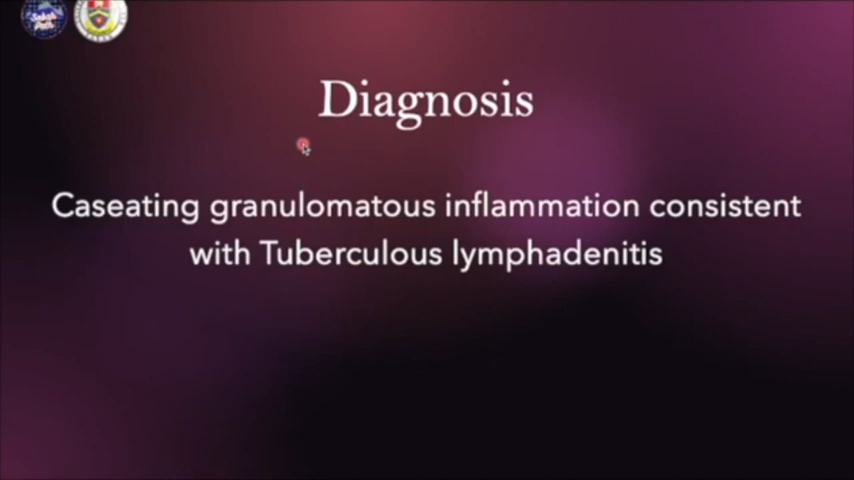 Diagnosis
Caseating granulomatous inflammation consistent
with Tuberculous lymphadenitis